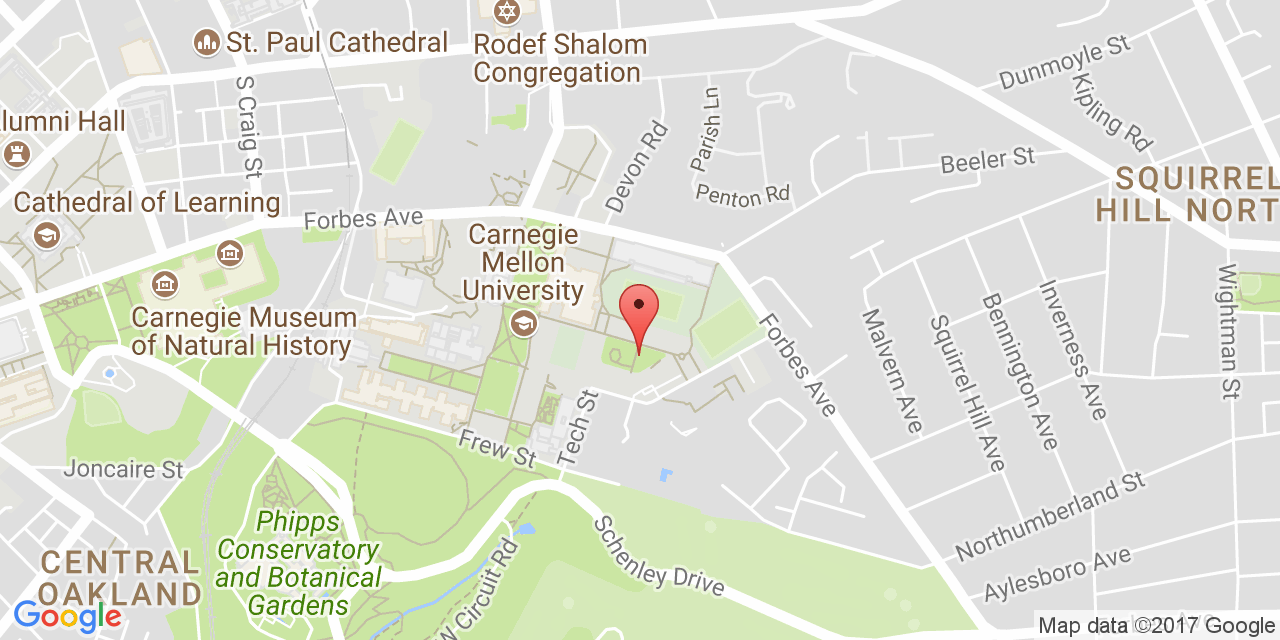 St. Paul Cathedral
Rodef Shalom
Congregation
Dunmoyle St
Kipling Rd
S Craig St
Parish Ln
lumni Hall
Devon Rd
Beeler St
SQUIRREL
HILL NORT
Penton Rd
Cathedral of Learning
Forbes Ave
Carnegie
Mellon
University
Wightman St
Inverness Ave
Bennington Ave
Squirrel Hill Ave
Malvern Ave
Forbes Ave
Carnegie Museum
of Natural History
Tech St
Frew St
Joncaire St
Northumberland St
Phipps
Conservatory
and Botanical
Gardens
Schenley Drive
W Circuit Rd
Aylesboro Ave
CENTRAL
OAKLAND
Google
Map data ©2017 Google